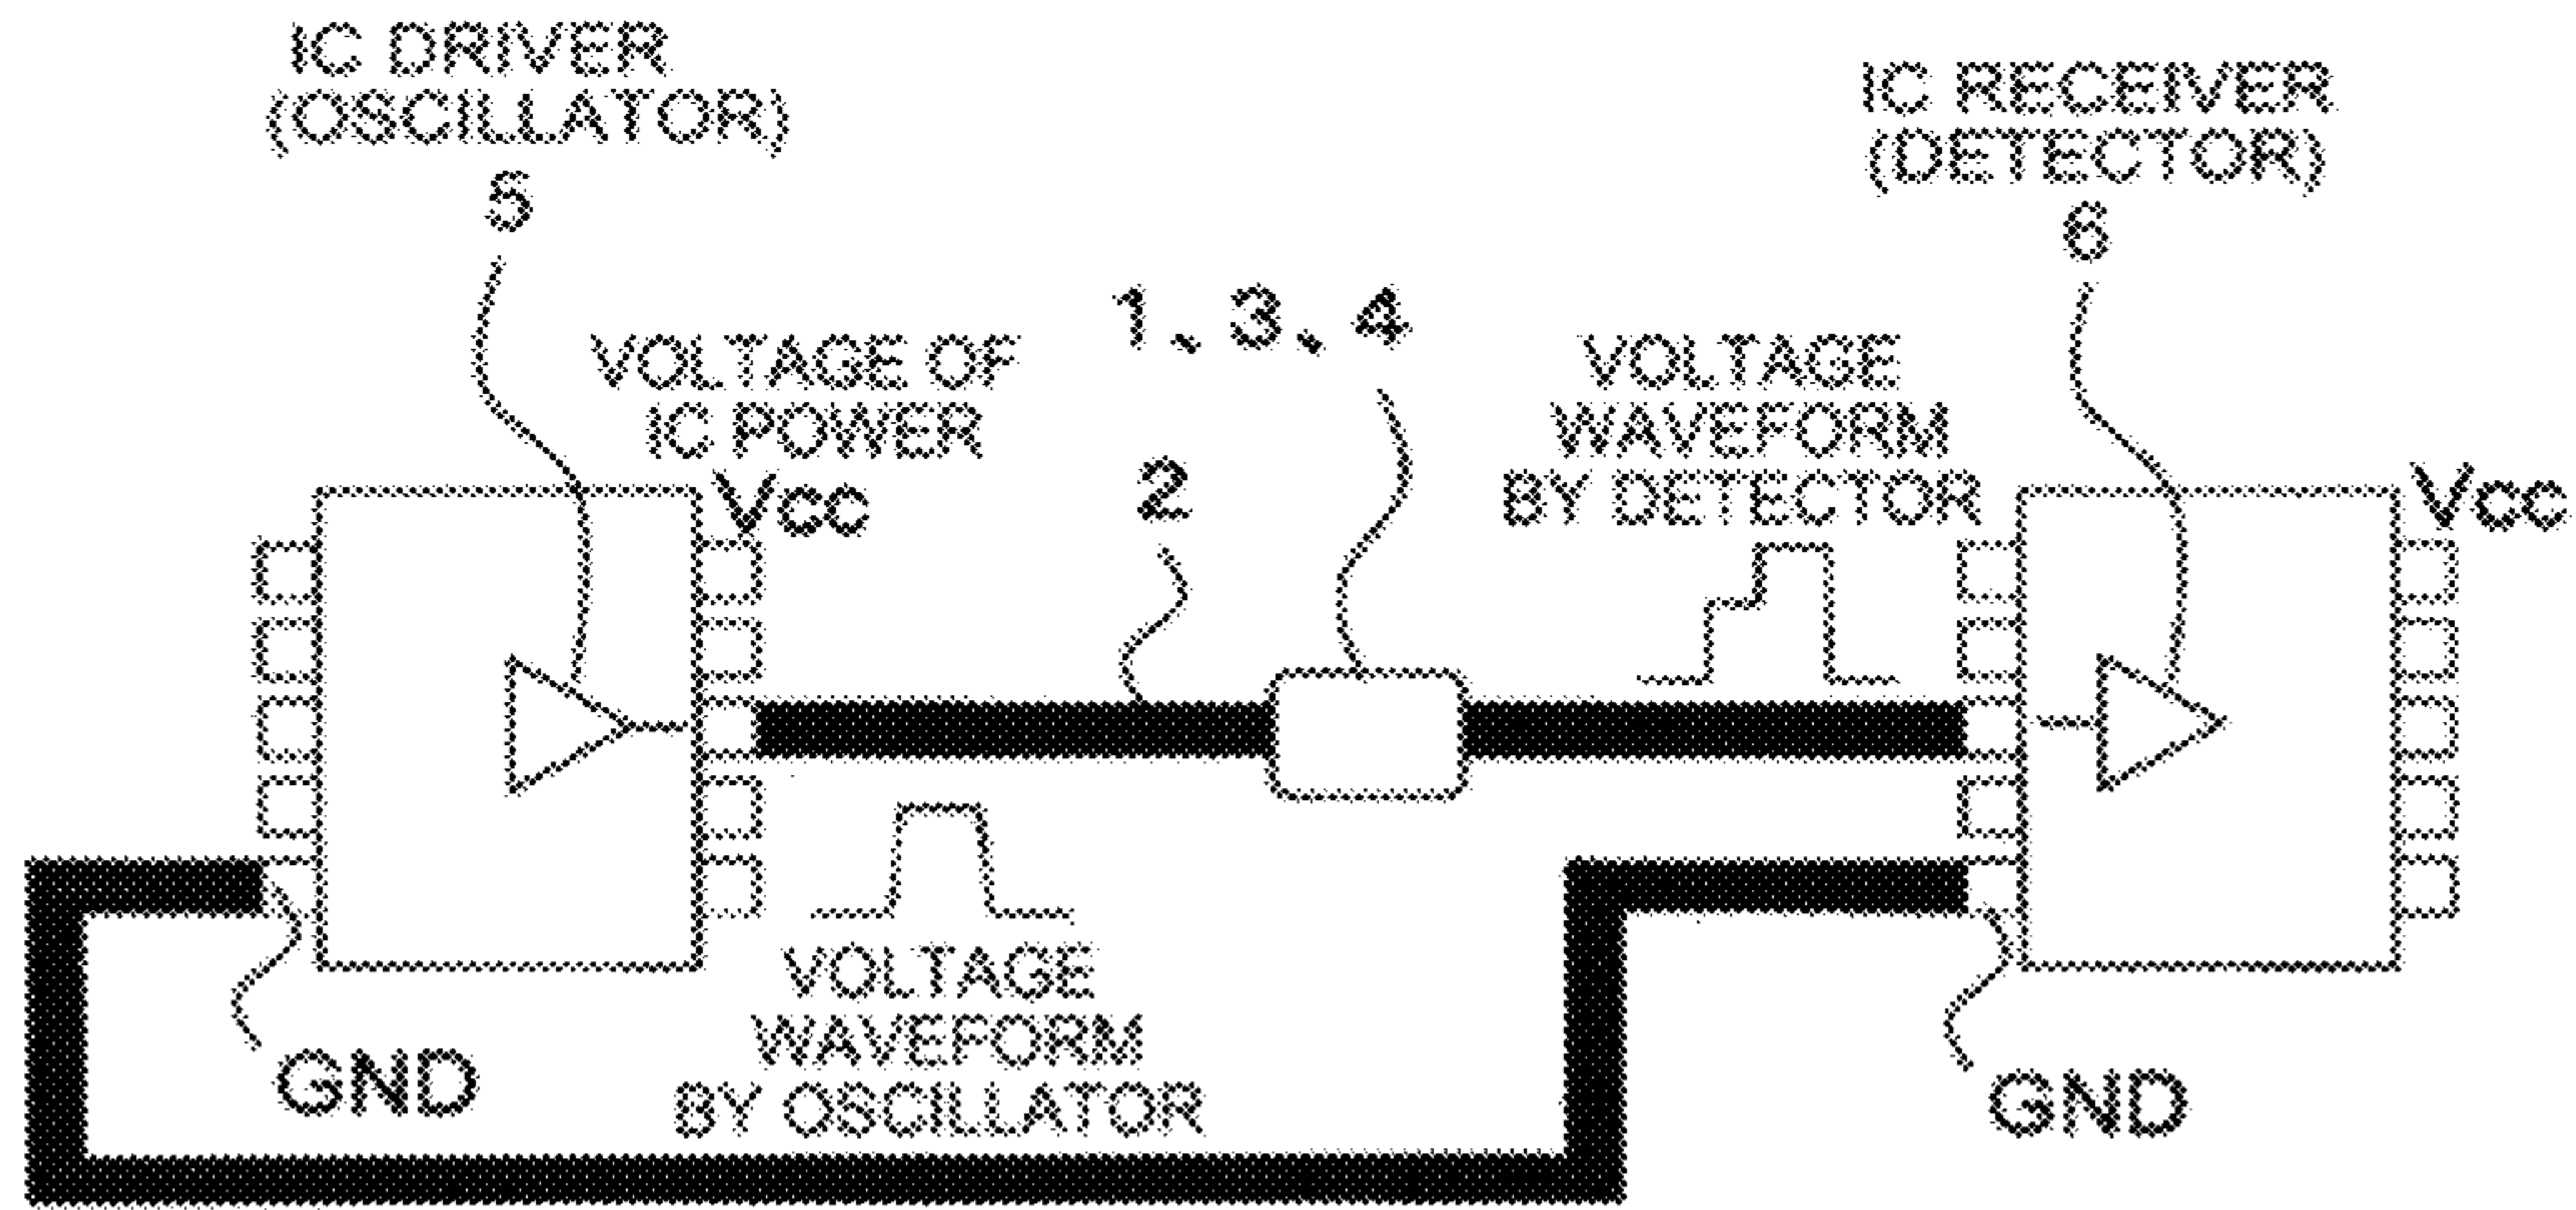 IC DRIVER
(OSCILLATOR)
5
IC RECEIVER
(DETECTOR)
6
1、3、4
VOLTAGE OF
IC POWER
Vcc
2
VOLTAGE
WAVEFORM
BY DETECTOR
Vcc
VOLTAGE
WAVEFORM
BY OSCILLATOR
GND
GND